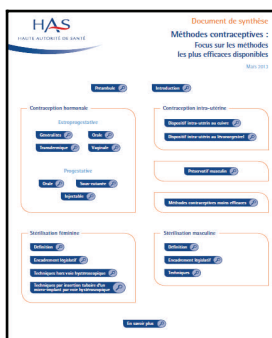 HAS
HAUTE AUTORITÉ DE SANTÉ
Document de synthèse
Méthodes contraceptives :
Focus sur les méthodes
les plus efficaces disponibles
Mars 2013
Préambule
Introduction
Contraception hormonale
Estroprogestatifs
Généralités
Orale
Transdermique
Vaginale
Progestatifs
Orale
Sous-cutanée
Injectable
Contraception intra-utérine
Dispositif intra-utérin au cuivre
Dispositif intra-utérin au lévonorgestrel
Préservatif masculin
Méthodes contraceptives moins efficaces
Stérilisation féminine
Définition
Encadrement législatif
Techniques hors voie hystéroscopique
Techniques par insertion tubaire d'un
micro-implant par voie hystéroscopique
Stérilisation masculine
Définition
Encadrement législatif
Techniques
En savoir plus